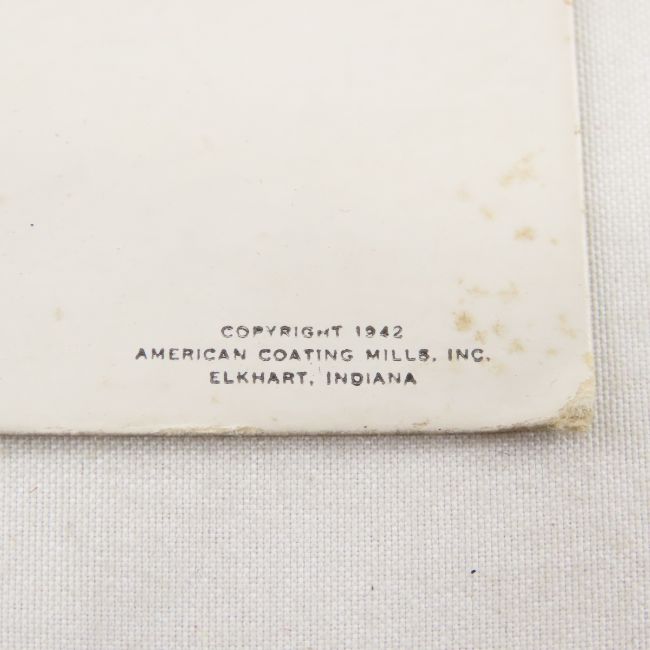 COPYRIGHT 1942
AMERICAN COATING MILLS, INC.
ELKHART, INDIANA